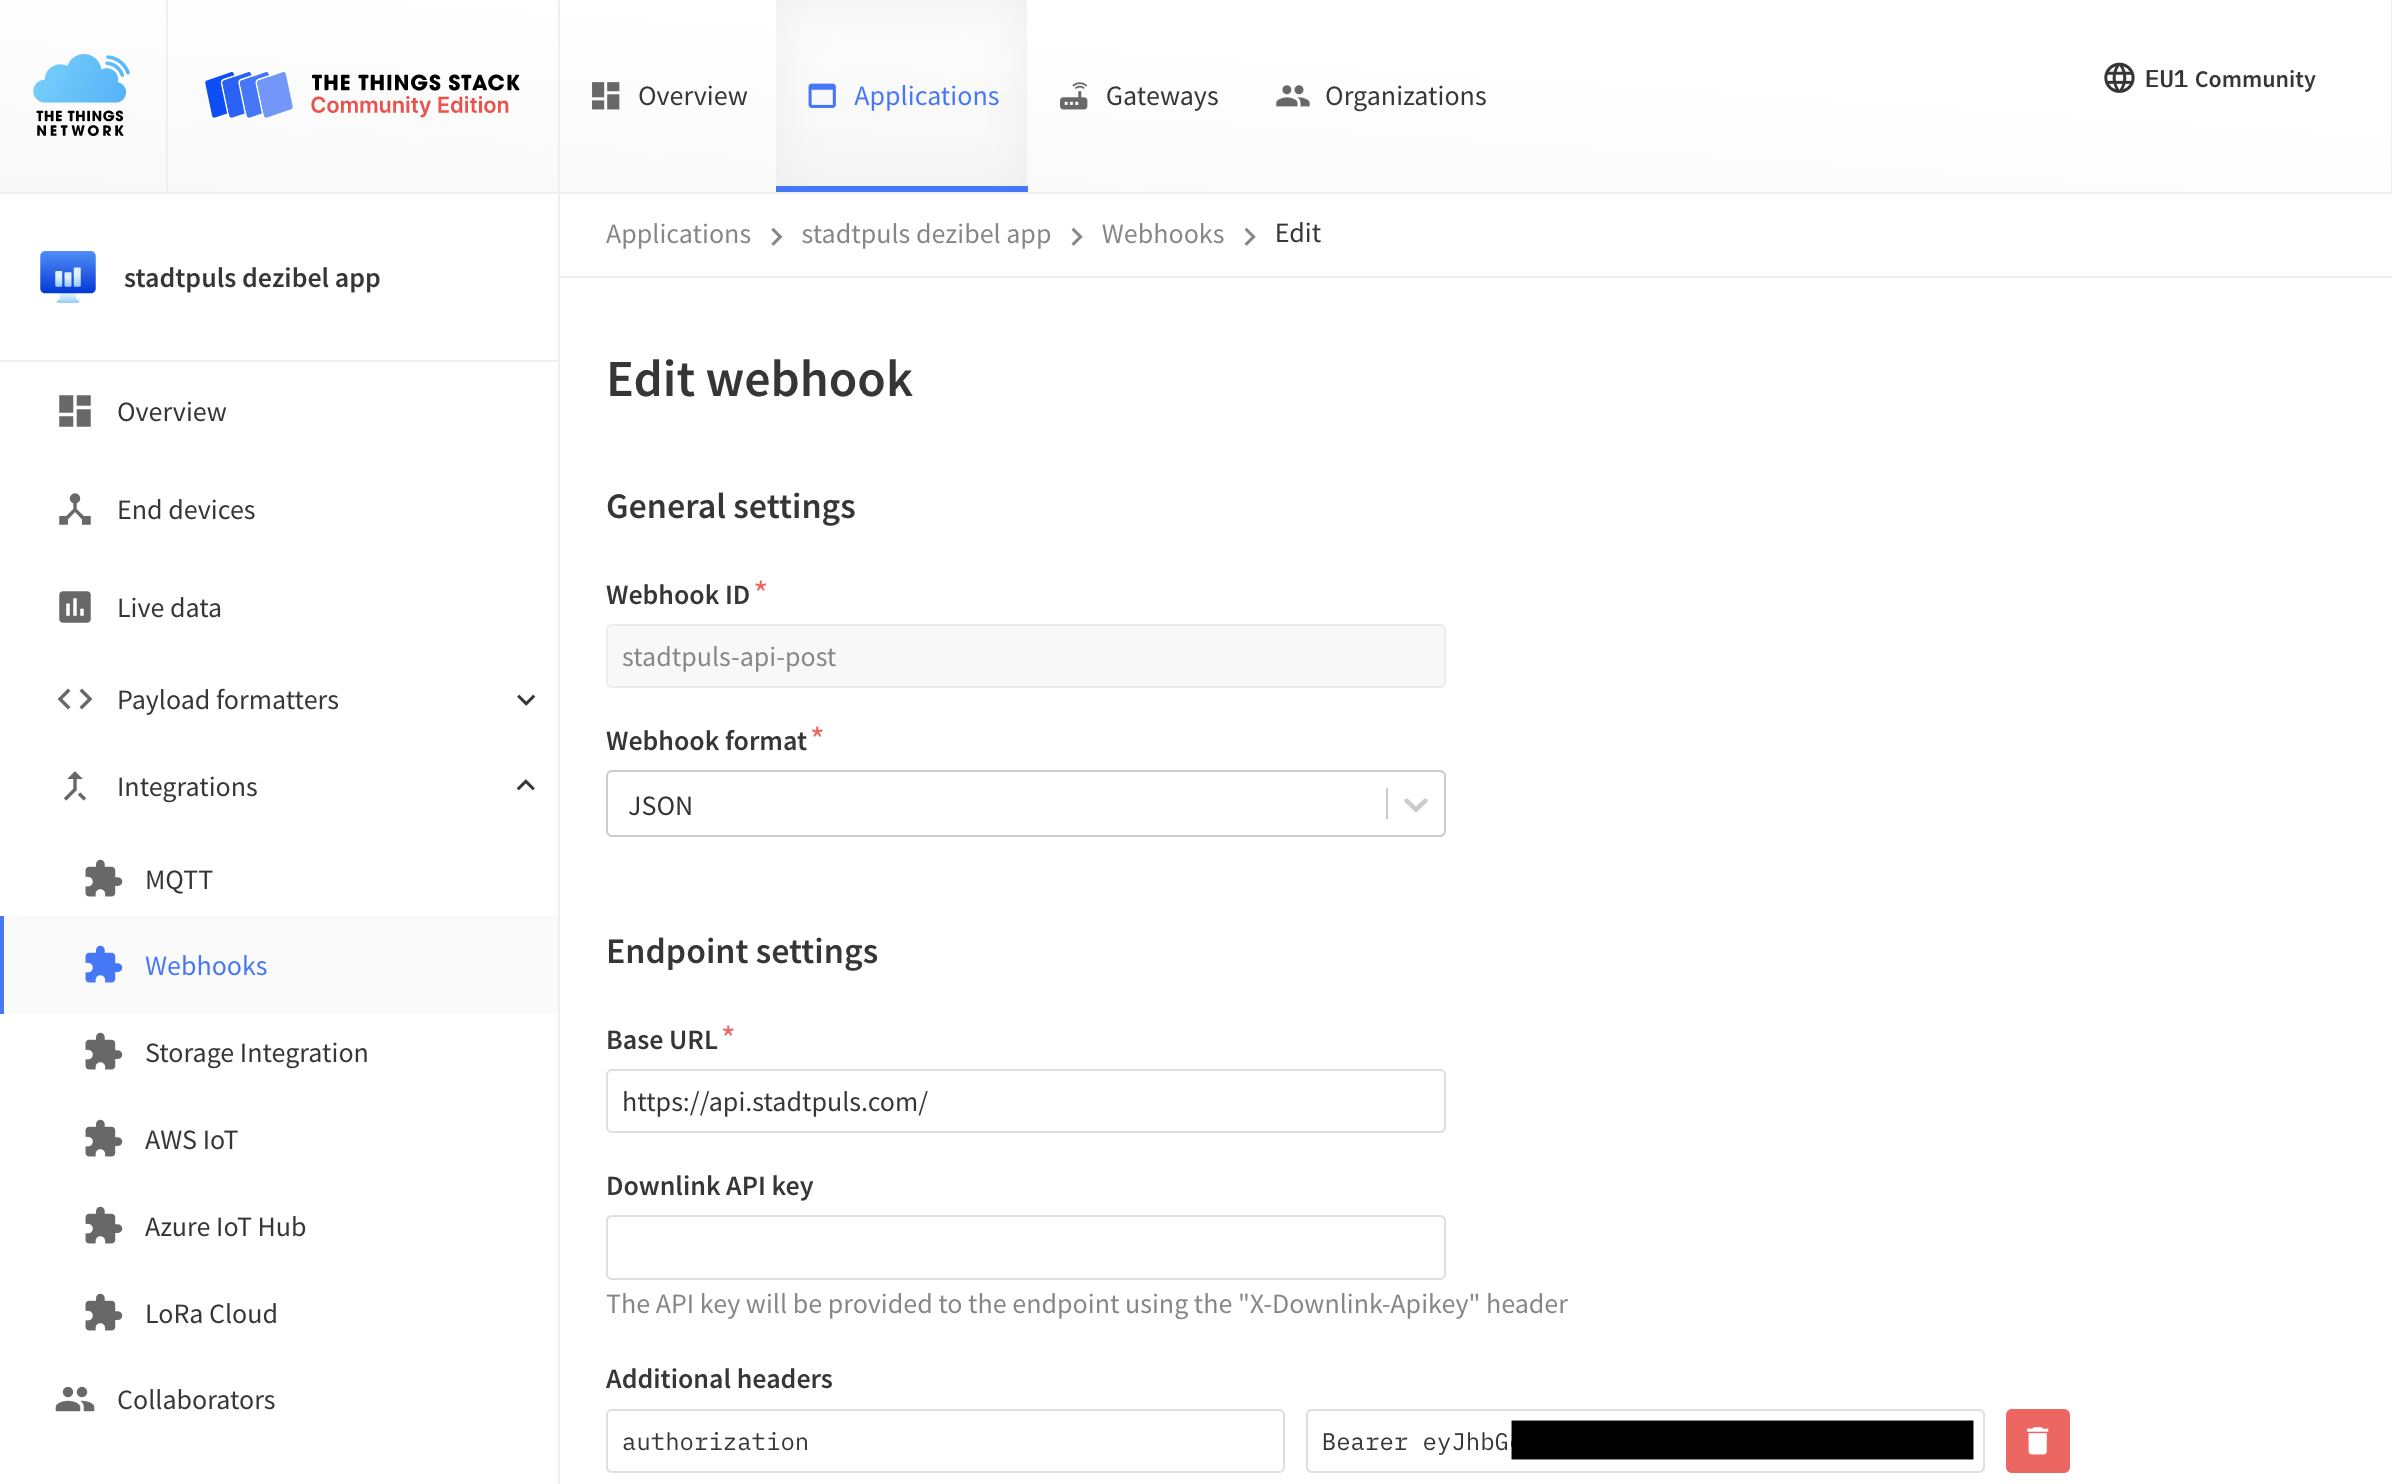 THE THINGS
NETWORK
THE THINGS STACK
Community Edition
Overview
Applications
Gateways
Organizations
EU1 Community
stadtpuls dezibel app
Overview
End devices
Live data
Payload formatters
Integrations
MQTT
Webhooks
Storage Integration
AWS IoT
Azure IoT Hub
LoRa Cloud
Collaborators
Applications > stadtpuls dezibel app > Webhooks > Edit
Edit webhook
General settings
Webhook ID *
stadtpuls-api-post
Webhook format *
JSON
Endpoint settings
Base URL *
https://api.stadtpuls.com/
Downlink API key
The API key will be provided to the endpoint using the "X-Downlink-Apikey" header
Additional headers
authorization
Bearer eyJhbG